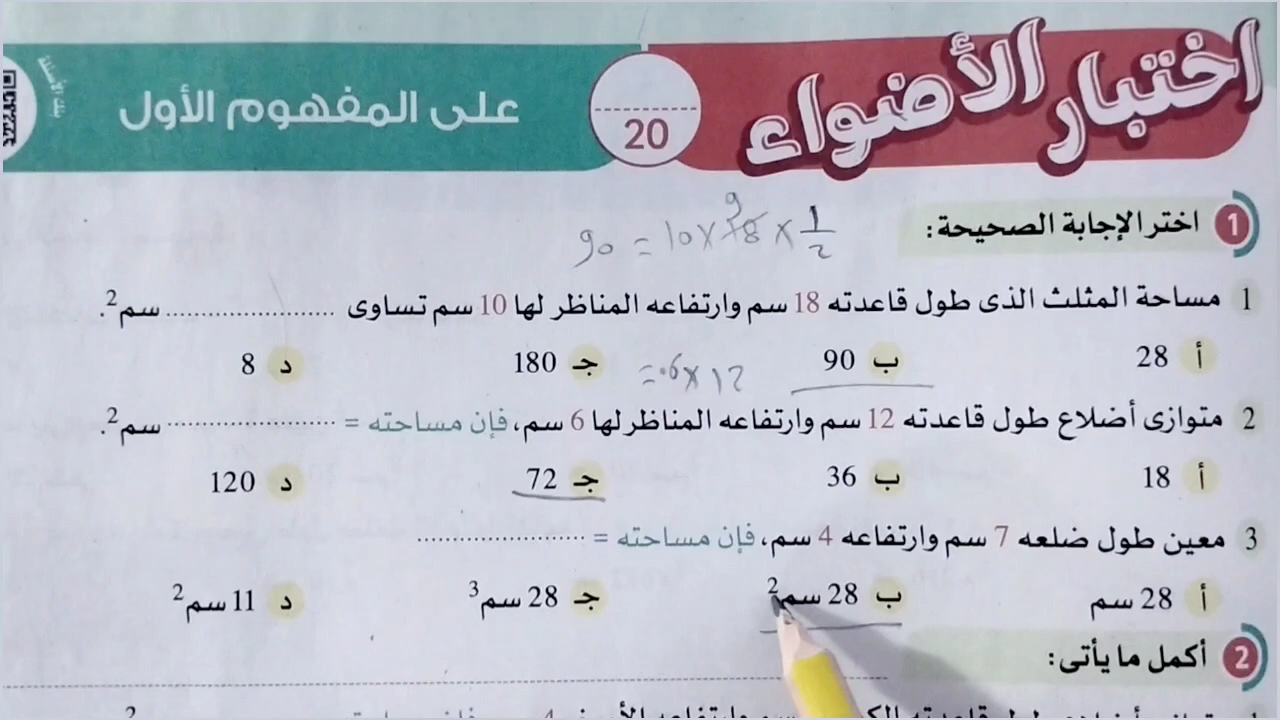 اختبار الأضواء
20
على المفهوم الأول
بنك الأسئلة
1 اختر الإجابة الصحيحة:
90 = 10 × 18 × 1/2
9
1 مساحة المثلث الذى طول قاعدته 18 سم وارتفاعه المناظر لها 10 سم تساوى .................... سم2.
أ 28 ب 90 جـ 180 د 8
2 متوازى أضلاع طول قاعدته 12 سم وارتفاعه المناظر لها 6 سم، فإن مساحته = .................... سم2.
أ 18 ب 36 جـ 72 د 120
3 معين طول ضلعه 7 سم وارتفاعه 4 سم، فإن مساحته = ....................
أ 28 سم ب 28 سم2 جـ 28 سم3 د 11 سم2
2 أكمل ما يأتى: